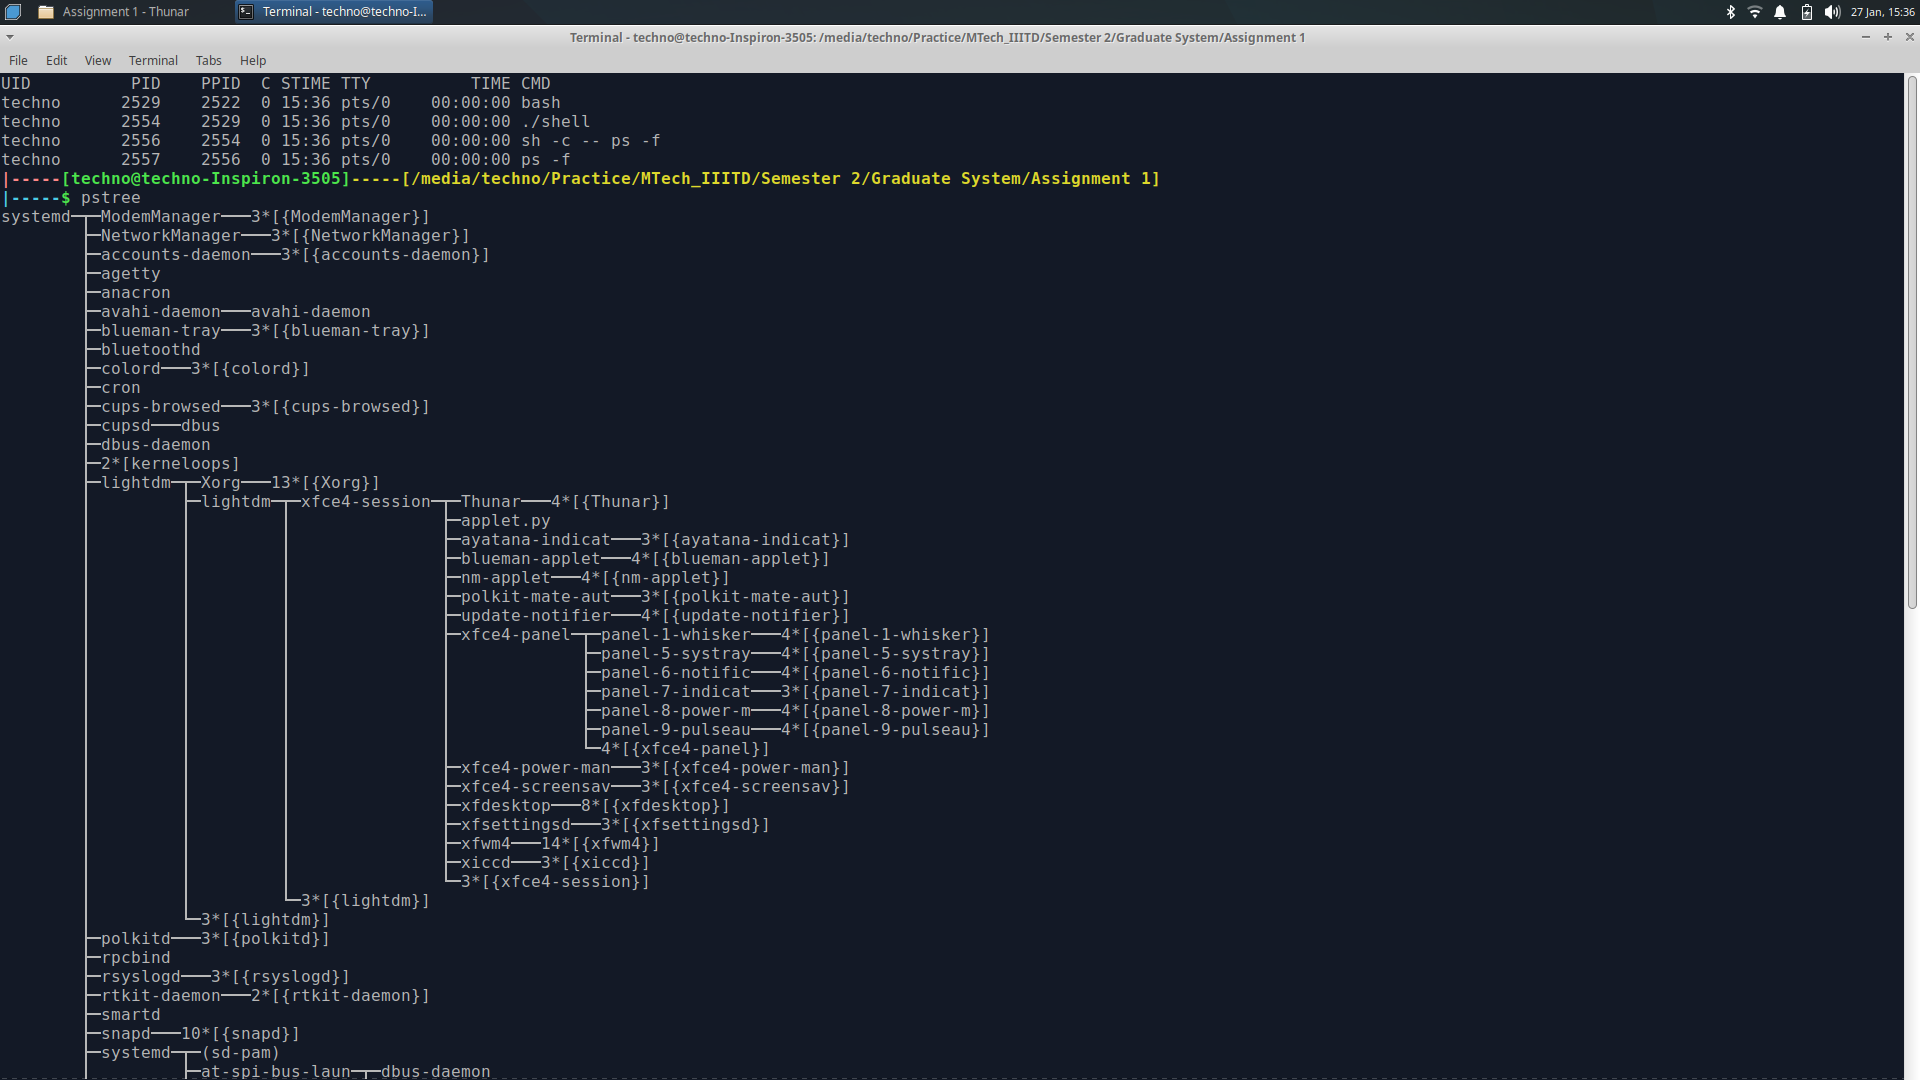 Assignment 1 - Thunar
Terminal - techno@techno-I...
27 Jan, 15:36
Terminal - techno@techno-Inspiron-3505: /media/techno/Practice/MTech_IIITD/Semester 2/Graduate System/Assignment 1
File Edit View Terminal Tabs Help
UID          PID    PPID  C STIME TTY          TIME CMD
techno      2529    2522  0 15:36 pts/0    00:00:00 bash
techno      2554    2529  0 15:36 pts/0    00:00:00 ./shell
techno      2556    2554  0 15:36 pts/0    00:00:00 sh -c -- ps -f
techno      2557    2556  0 15:36 pts/0    00:00:00 ps -f
|-----[techno@techno-Inspiron-3505]-----[/media/techno/Practice/MTech_IIITD/Semester 2/Graduate System/Assignment 1]
|-----$ pstree
systemd─┬─ModemManager───3*[{ModemManager}]
        ├─NetworkManager───3*[{NetworkManager}]
        ├─accounts-daemon───3*[{accounts-daemon}]
        ├─agetty
        ├─anacron
        ├─avahi-daemon───avahi-daemon
        ├─blueman-tray───3*[{blueman-tray}]
        ├─bluetoothd
        ├─colord───3*[{colord}]
        ├─cron
        ├─cups-browsed───3*[{cups-browsed}]
        ├─cupsd───dbus
        ├─dbus-daemon
        ├─2*[kerneloops]
        ├─lightdm─┬─Xorg───13*[{Xorg}]
        │         ├─lightdm─┬─xfce4-session─┬─Thunar───4*[{Thunar}]
        │         │         │               ├─applet.py
        │         │         │               ├─ayatana-indicat───3*[{ayatana-indicat}]
        │         │         │               ├─blueman-applet───4*[{blueman-applet}]
        │         │         │               ├─nm-applet───4*[{nm-applet}]
        │         │         │               ├─polkit-mate-aut───3*[{polkit-mate-aut}]
        │         │         │               ├─update-notifier───4*[{update-notifier}]
        │         │         │               ├─xfce4-panel─┬─panel-1-whisker───4*[{panel-1-whisker}]
        │         │         │               │             ├─panel-5-systray───4*[{panel-5-systray}]
        │         │         │               │             ├─panel-6-notific───4*[{panel-6-notific}]
        │         │         │               │             ├─panel-7-indicat───3*[{panel-7-indicat}]
        │         │         │               │             ├─panel-8-power-m───4*[{panel-8-power-m}]
        │         │         │               │             ├─panel-9-pulseau───4*[{panel-9-pulseau}]
        │         │         │               │             └─4*[{xfce4-panel}]
        │         │         │               ├─xfce4-power-man───3*[{xfce4-power-man}]
        │         │         │               ├─xfce4-screensav───3*[{xfce4-screensav}]
        │         │         │               ├─xfdesktop───8*[{xfdesktop}]
        │         │         │               ├─xfsettingsd───3*[{xfsettingsd}]
        │         │         │               ├─xfwm4───14*[{xfwm4}]
        │         │         │               ├─xiccd───3*[{xiccd}]
        │         │         │               └─3*[{xfce4-session}]
        │         │         └─3*[{lightdm}]
        │         └─3*[{lightdm}]
        ├─polkitd───3*[{polkitd}]
        ├─rpcbind
        ├─rsyslogd───3*[{rsyslogd}]
        ├─rtkit-daemon───2*[{rtkit-daemon}]
        ├─smartd
        ├─snapd───10*[{snapd}]
        ├─systemd─┬─(sd-pam)
        │         ├─at-spi-bus-laun─┬─dbus-daemon